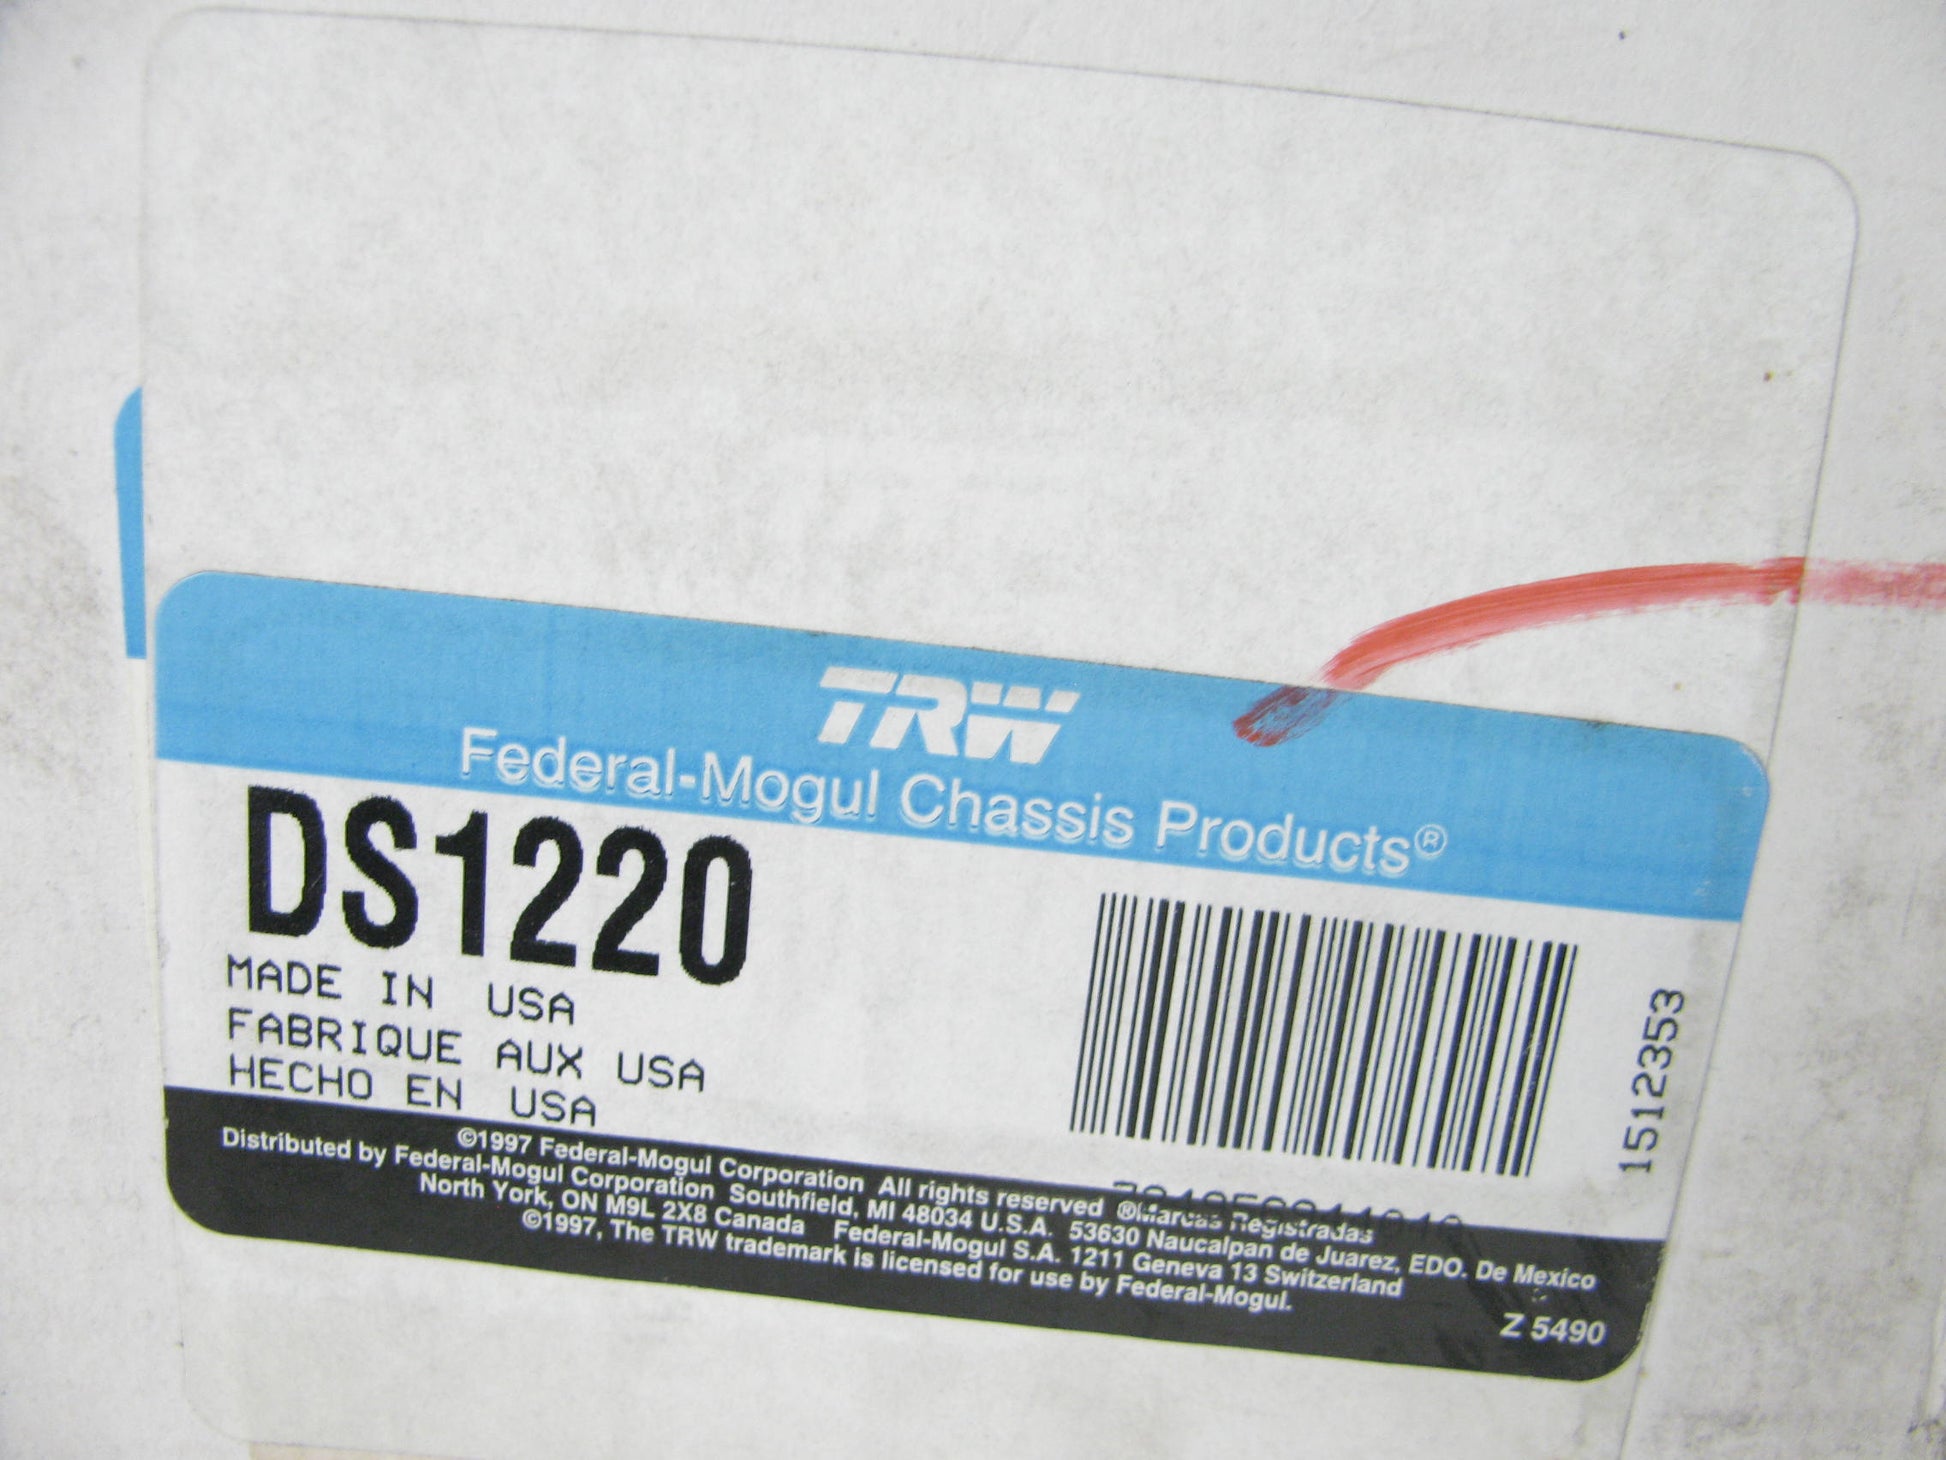 TRW
Federal-Mogul Chassis Products®
DS1220
MADE IN USA
FABRIQUE AUX USA
HECHO EN USA
1512353
©1997 Federal-Mogul Corporation All rights reserved ®Marcas Registradas
Distributed by Federal-Mogul Corporation Southfield, MI 48034 U.S.A. 53630 Naucalpan de Juarez, EDO. De Mexico
North York, ON M9L 2X8 Canada Federal-Mogul S.A. 1211 Geneva 13 Switzerland
©1997, The TRW trademark is licensed for use by Federal-Mogul.
Z 5490